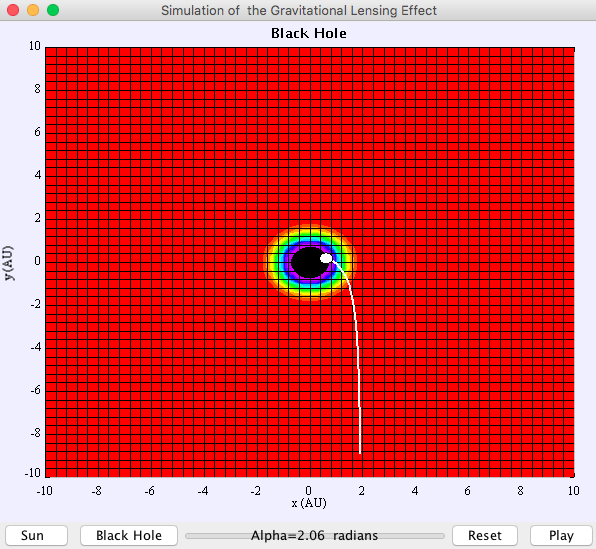 Simulation of the Gravitational Lensing Effect
Black Hole
10
8
6
4
2
0
-2
-4
-6
-8
-10
y(AU)
-10 -8 -6 -4 -2 0 2 4 6 8 10
x (AU)
Sun Black Hole Alpha=2.06 radians Reset Play